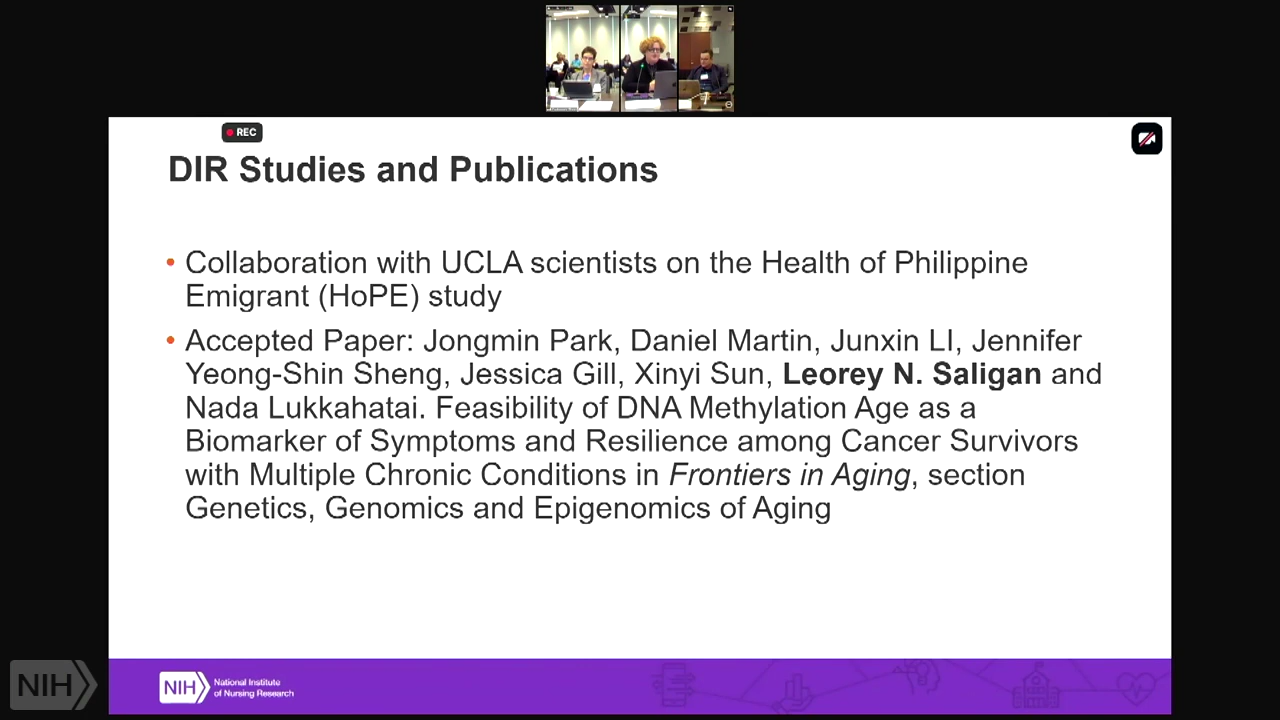 REC
DIR Studies and Publications
• Collaboration with UCLA scientists on the Health of Philippine
Emigrant (HoPE) study
• Accepted Paper: Jongmin Park, Daniel Martin, Junxin LI, Jennifer
Yeong-Shin Sheng, Jessica Gill, Xinyi Sun, Leorey N. Saligan and
Nada Lukkahatai. Feasibility of DNA Methylation Age as a
Biomarker of Symptoms and Resilience among Cancer Survivors
with Multiple Chronic Conditions in Frontiers in Aging, section
Genetics, Genomics and Epigenomics of Aging
NIH
NIH
National Institute
of Nursing Research